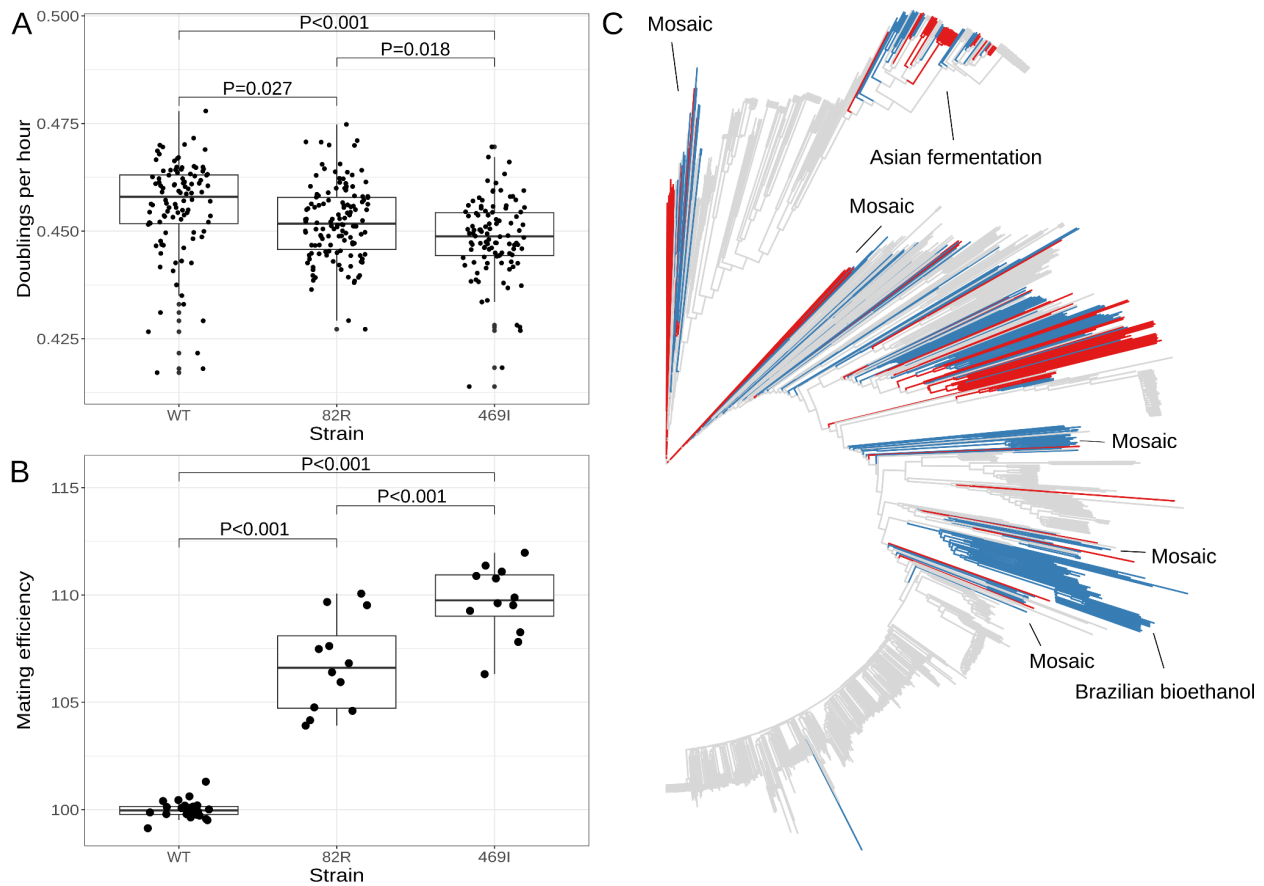 A
0.500
0.475
0.450
0.425
Doublings per hour
P<0.001
P=0.018
P=0.027
WT
82R
469I
Strain
B
115
110
105
100
Mating efficiency
P<0.001
P<0.001
P<0.001
WT
82R
469I
Strain
C
Mosaic
Asian fermentation
Mosaic
Mosaic
Mosaic
Mosaic
Brazilian bioethanol